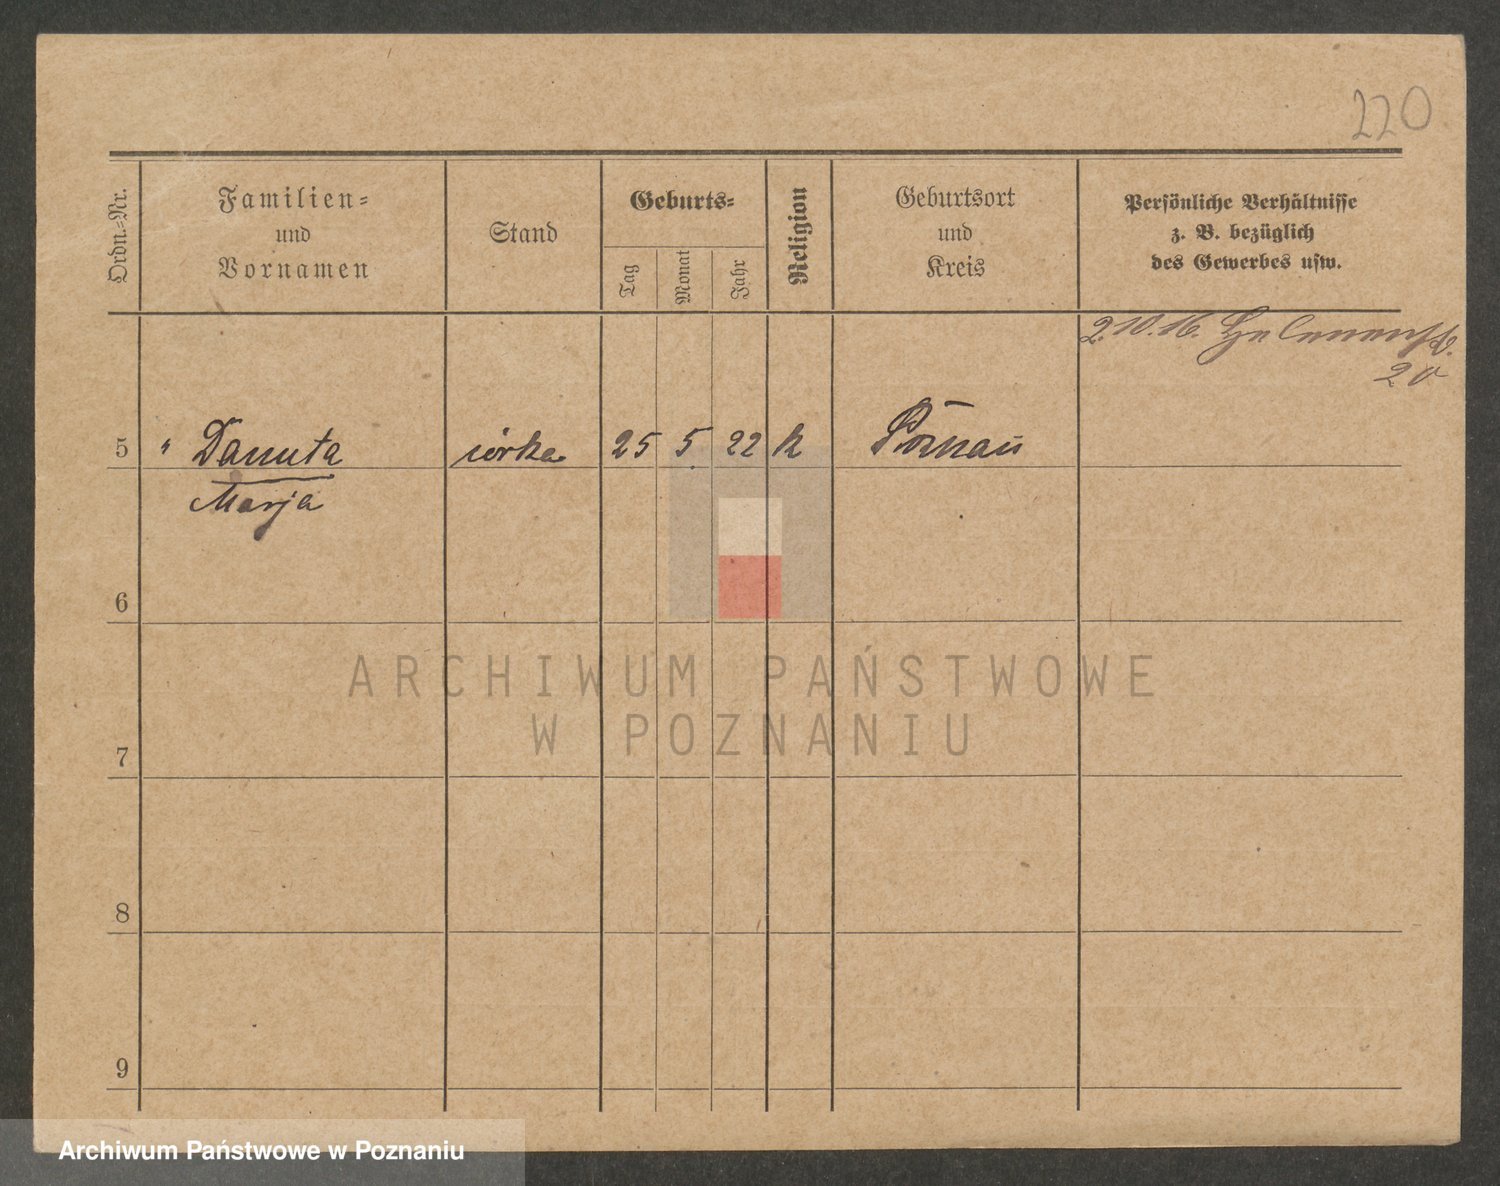 220
Ordn.-Nr.
Familien-
und
Vornamen
Stand
Geburts-
Tag
Monat
Jahr
Religion
Geburtsort
und
Kreis
Persönliche Verhältnisse
z. B. bezüglich
des Gewerbes usw.
2.10.16.
20
5 " Danuta córka 25 5 22 k Poznań
Marja
6
7
8
9
ARCHIWUM PAŃSTWOWE
W POZNANIU
Archiwum Państwowe w Poznaniu